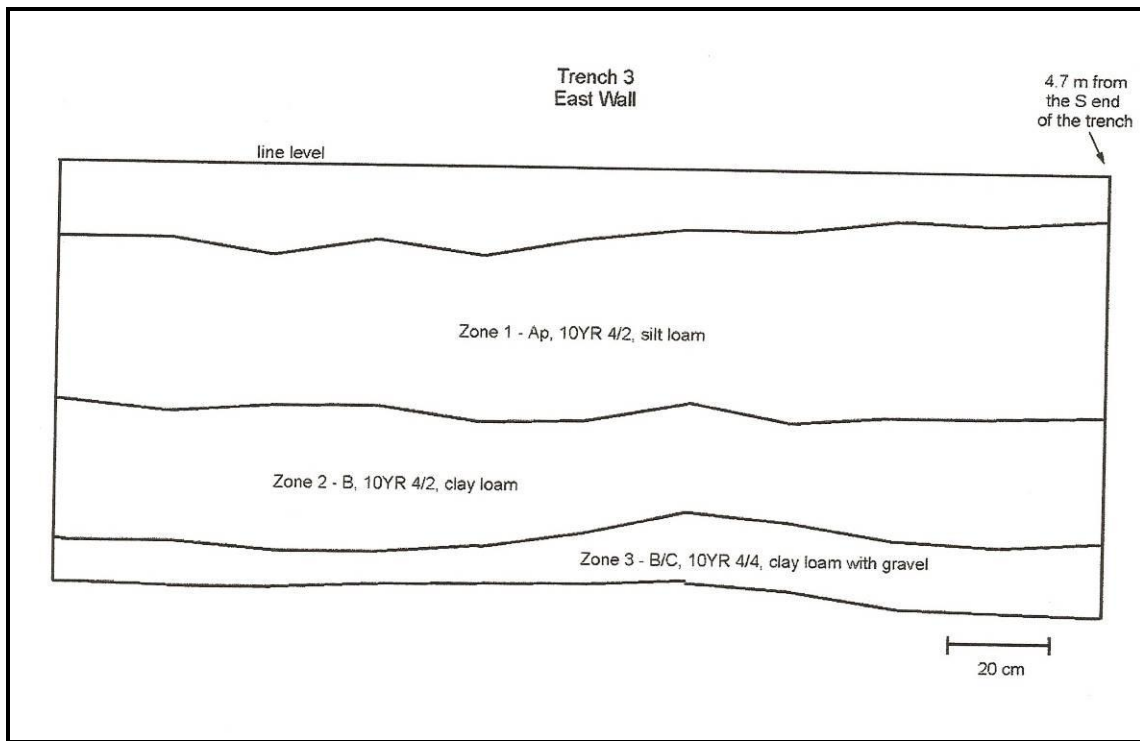 Trench 3
East Wall
4.7 m from
the S end
of the trench
line level
Zone 1 - Ap, 10YR 4/2, silt loam
Zone 2 - B, 10YR 4/2, clay loam
Zone 3 - B/C, 10YR 4/4, clay loam with gravel
20 cm